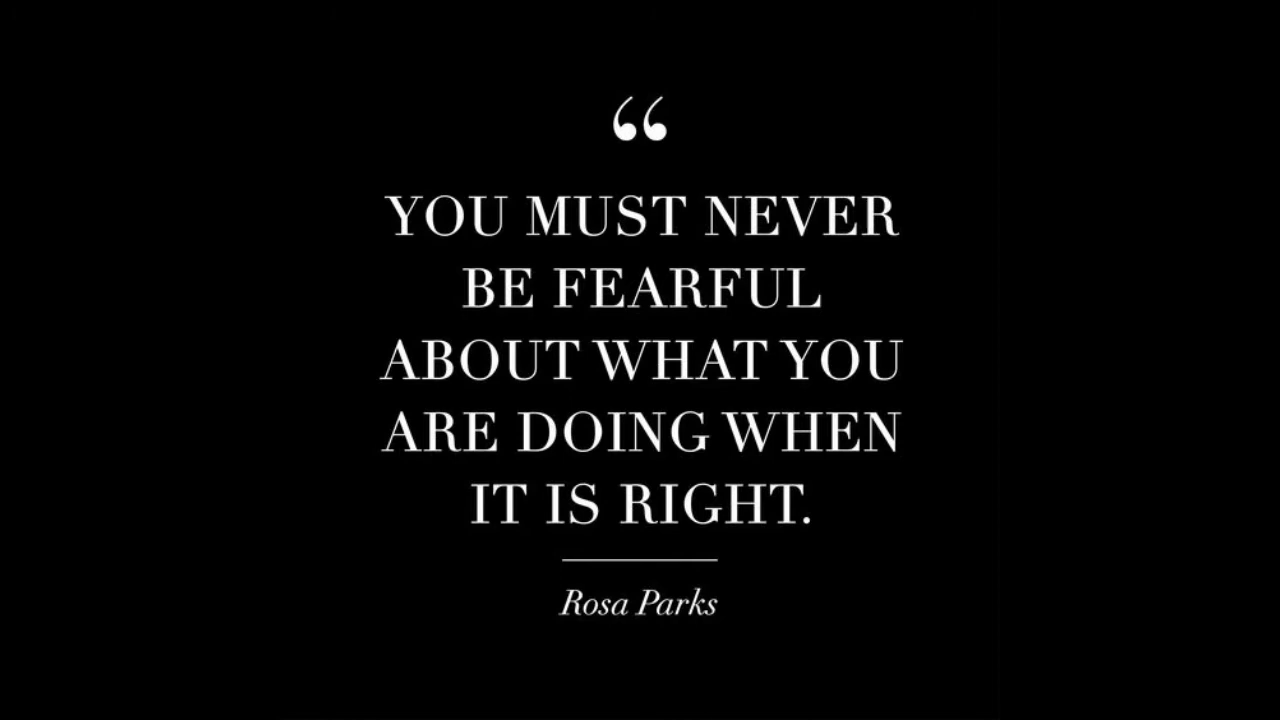 “
YOU MUST NEVER
BE FEARFUL
ABOUT WHAT YOU
ARE DOING WHEN
IT IS RIGHT.
Rosa Parks